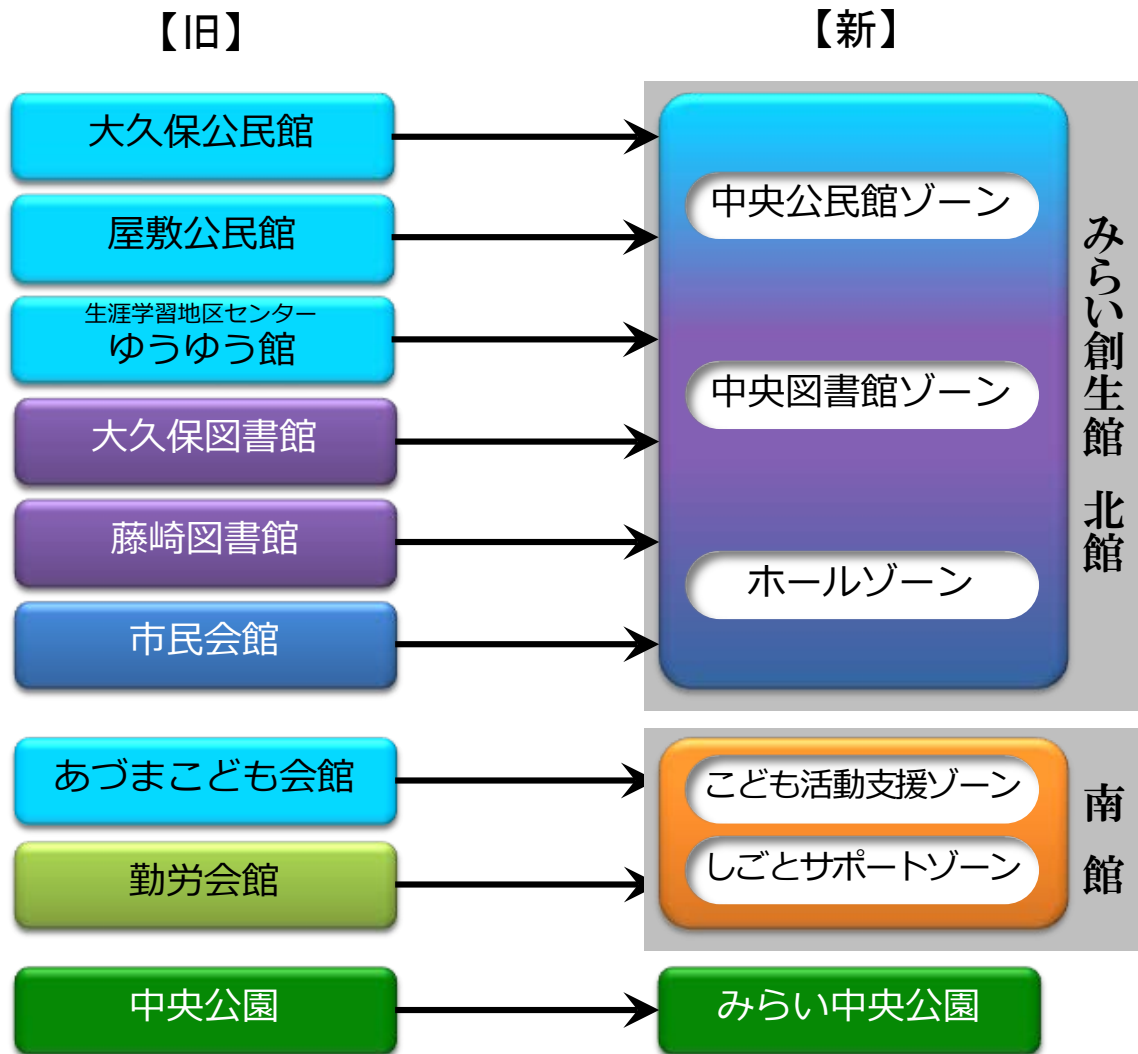 【旧】
【新】
大久保公民館
屋敷公民館
生涯学習地区センター
ゆうゆう館
大久保図書館
藤崎図書館
市民会館
中央公民館ゾーン
中央図書館ゾーン
ホールゾーン
みらい創生館 北館
あづまこども会館
勤労会館
こども活動支援ゾーン
しごとサポートゾーン
南館
中央公園
みらい中央公園